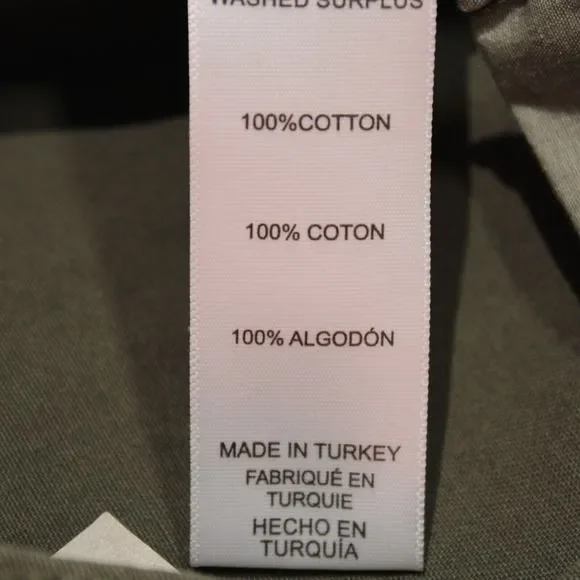 WASHED SURPLUS
100%COTTON
100% COTON
100% ALGODÓN
MADE IN TURKEY
FABRIQUÉ EN
TURQUIE
HECHO EN
TURQUÍA